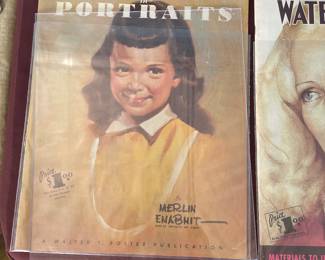 PORTRAITS
Price
$1.00
MERLIN
ENABNIT
A WALTER T. FOSTER PUBLICATION
WATE
Price
$1.00
MATERIALS TO